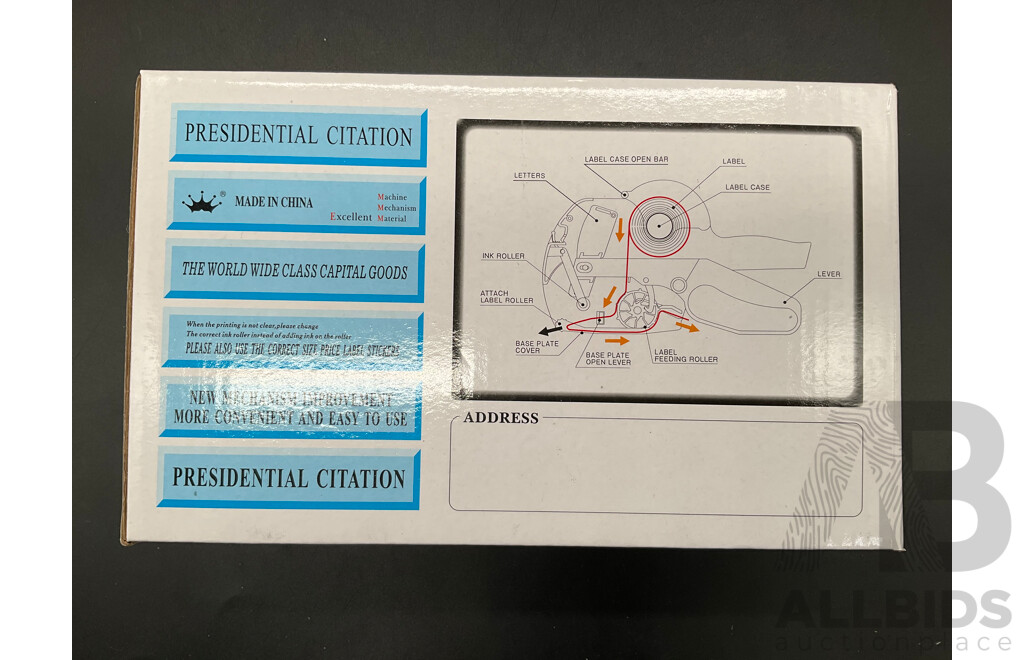 PRESIDENTIAL CITATION
®
MADE IN CHINA
Machine
Mechanism
Excellent Material
THE WORLD WIDE CLASS CAPITAL GOODS
When the printing is not clear,please change
The correct ink roller instead of adding ink on the roller
PLEASE ALSO USE THE CORRECT SIZE PRICE LABEL STICKERS
NEW MECHANISM IMPROVEMENT
MORE CONVENIENT AND EASY TO USE
PRESIDENTIAL CITATION
LABEL CASE OPEN BAR
LABEL
LETTERS
LABEL CASE
INK ROLLER
LEVER
ATTACH
LABEL ROLLER
BASE PLATE
COVER
BASE PLATE
OPEN LEVER
LABEL
FEEDING ROLLER
ADDRESS
AB
ALLBIDS
auctionplace